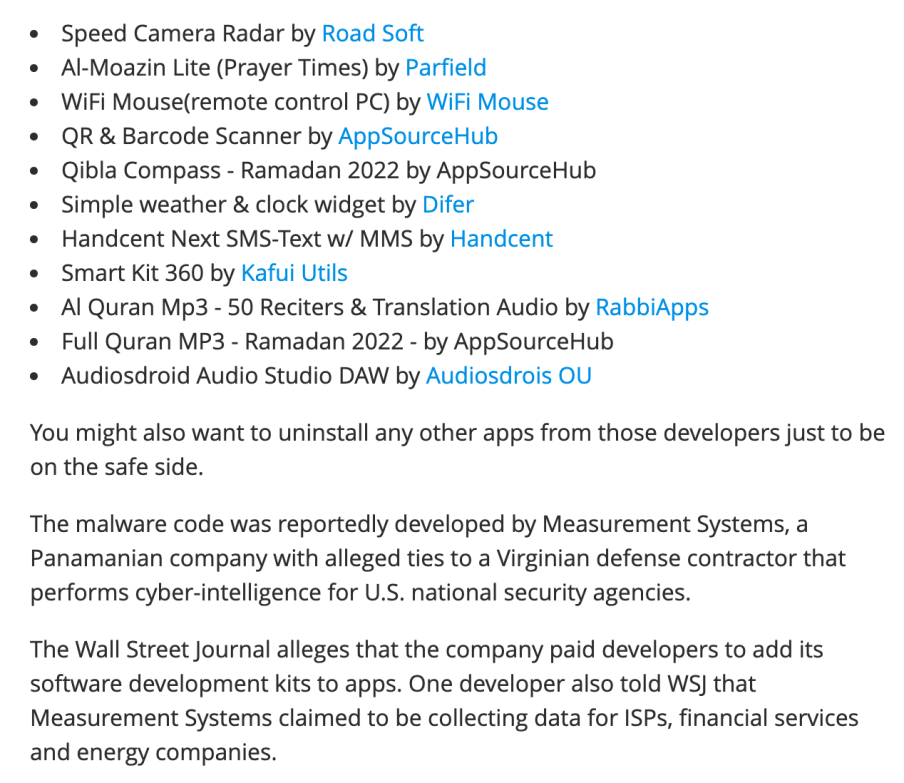 • Speed Camera Radar by Road Soft
• Al-Moazin Lite (Prayer Times) by Parfield
• WiFi Mouse(remote control PC) by WiFi Mouse
• QR & Barcode Scanner by AppSourceHub
• Qibla Compass - Ramadan 2022 by AppSourceHub
• Simple weather & clock widget by Difer
• Handcent Next SMS-Text w/ MMS by Handcent
• Smart Kit 360 by Kafui Utils
• Al Quran Mp3 - 50 Reciters & Translation Audio by RabbiApps
• Full Quran MP3 - Ramadan 2022 - by AppSourceHub
• Audiosdroid Audio Studio DAW by Audiosdrois OU
You might also want to uninstall any other apps from those developers just to be
on the safe side.
The malware code was reportedly developed by Measurement Systems, a
Panamanian company with alleged ties to a Virginian defense contractor that
performs cyber-intelligence for U.S. national security agencies.
The Wall Street Journal alleges that the company paid developers to add its
software development kits to apps. One developer also told WSJ that
Measurement Systems claimed to be collecting data for ISPs, financial services
and energy companies.